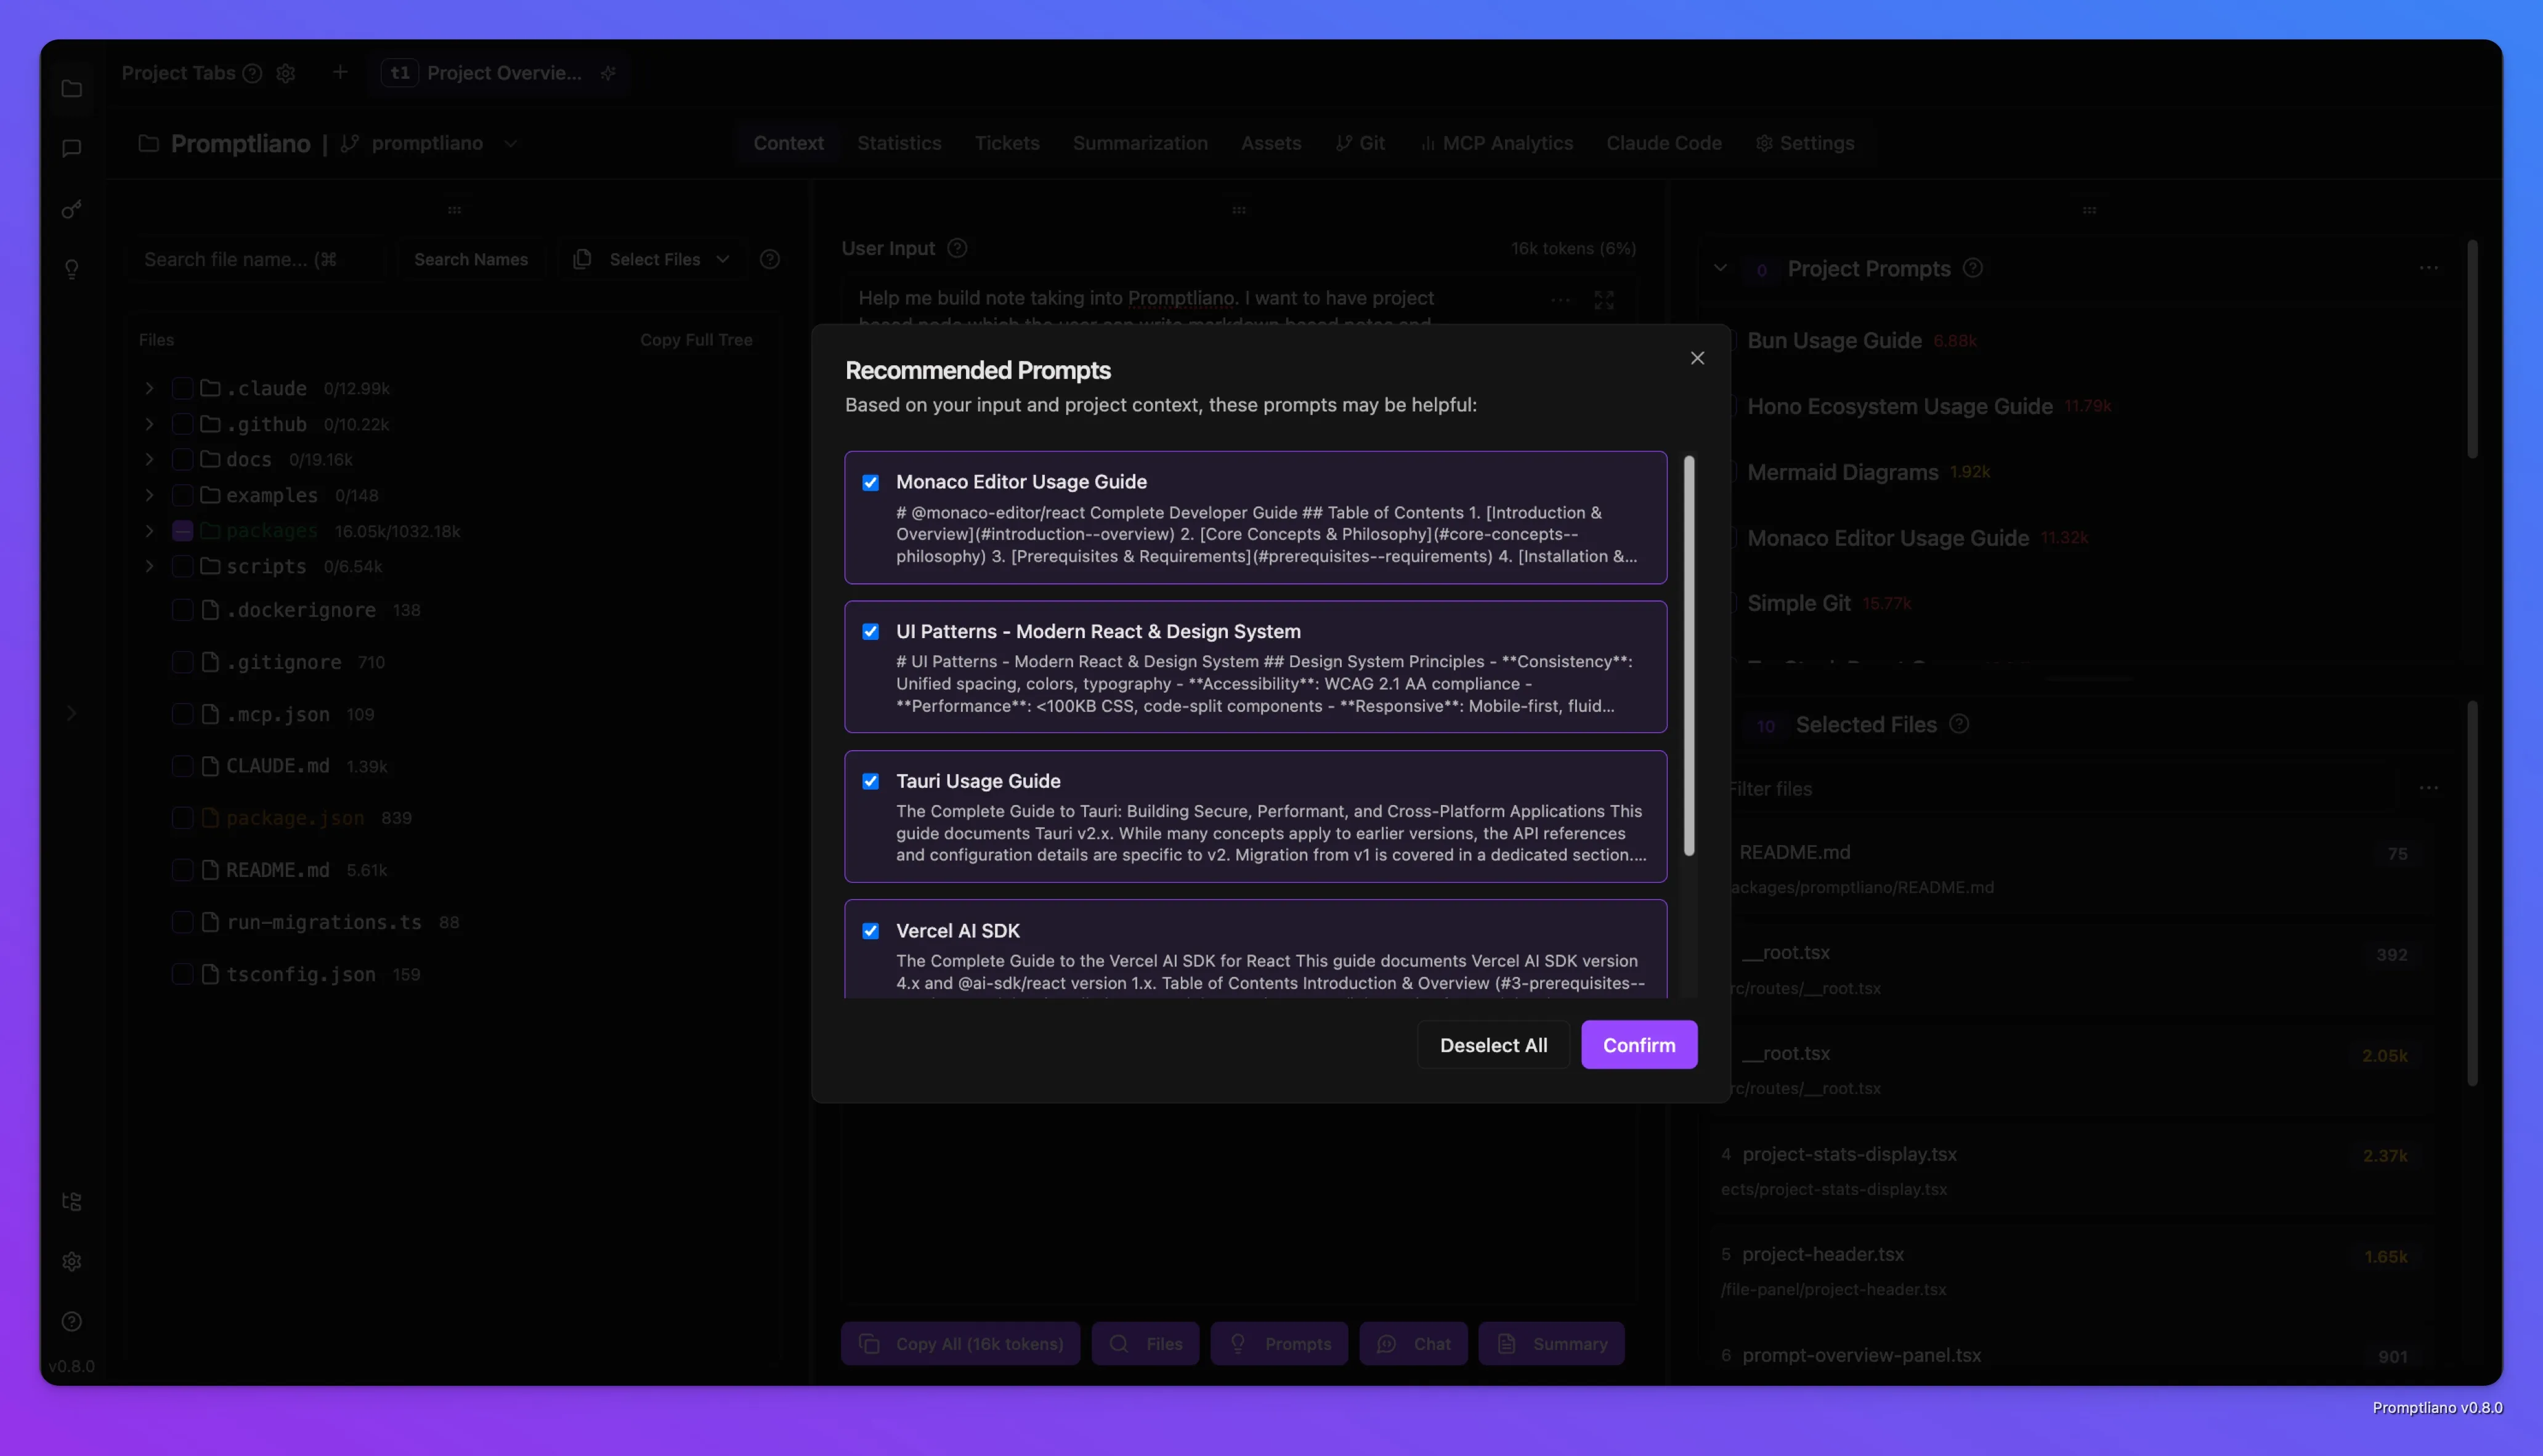 Project Tabs
t1 Project Overvie...
Promptliano | promptliano
Context Statistics Tickets Summarization Assets Git MCP Analytics Claude Code Settings
Search file name... (⌘
Search Names
Select Files
Files
Copy Full Tree
.claude 0/12.99k
.github 0/10.22k
docs 0/19.16k
examples 0/148
packages 16.05k/1032.18k
scripts 0/6.54k
.dockerignore 138
.gitignore 710
.mcp.json 109
CLAUDE.md 1.39k
package.json 839
README.md 5.61k
run-migrations.ts 88
tsconfig.json 159
v0.8.0
User Input
16k tokens (6%)
Help me build note taking into Promptliano. I want to have project
Recommended Prompts
Based on your input and project context, these prompts may be helpful:
Monaco Editor Usage Guide
# @monaco-editor/react Complete Developer Guide ## Table of Contents 1. [Introduction &
Overview](#introduction--overview) 2. [Core Concepts & Philosophy](#core-concepts--
philosophy) 3. [Prerequisites & Requirements](#prerequisites--requirements) 4. [Installation &...
UI Patterns - Modern React & Design System
# UI Patterns - Modern React & Design System ## Design System Principles - **Consistency**:
Unified spacing, colors, typography - **Accessibility**: WCAG 2.1 AA compliance -
**Performance**: <100KB CSS, code-split components - **Responsive**: Mobile-first, fluid...
Tauri Usage Guide
The Complete Guide to Tauri: Building Secure, Performant, and Cross-Platform Applications This
guide documents Tauri v2.x. While many concepts apply to earlier versions, the API references
and configuration details are specific to v2. Migration from v1 is covered in a dedicated section....
Vercel AI SDK
The Complete Guide to the Vercel AI SDK for React This guide documents Vercel AI SDK version
4.x and @ai-sdk/react version 1.x. Table of Contents Introduction & Overview (#3-prerequisites--
Deselect All
Confirm
Copy All (16k tokens)
Files
Prompts
Chat
Summary
0 Project Prompts
Bun Usage Guide 6.88k
Hono Ecosystem Usage Guide 11.79k
Mermaid Diagrams 1.92k
Monaco Editor Usage Guide 11.32k
Simple Git 15.77k
10 Selected Files
Filter files
README.md 75
ackages/promptliano/README.md
__root.tsx 392
rc/routes/__root.tsx
__root.tsx 2.05k
rc/routes/__root.tsx
4 project-stats-display.tsx 2.37k
ects/project-stats-display.tsx
5 project-header.tsx 1.65k
/file-panel/project-header.tsx
6 prompt-overview-panel.tsx 901
Promptliano v0.8.0